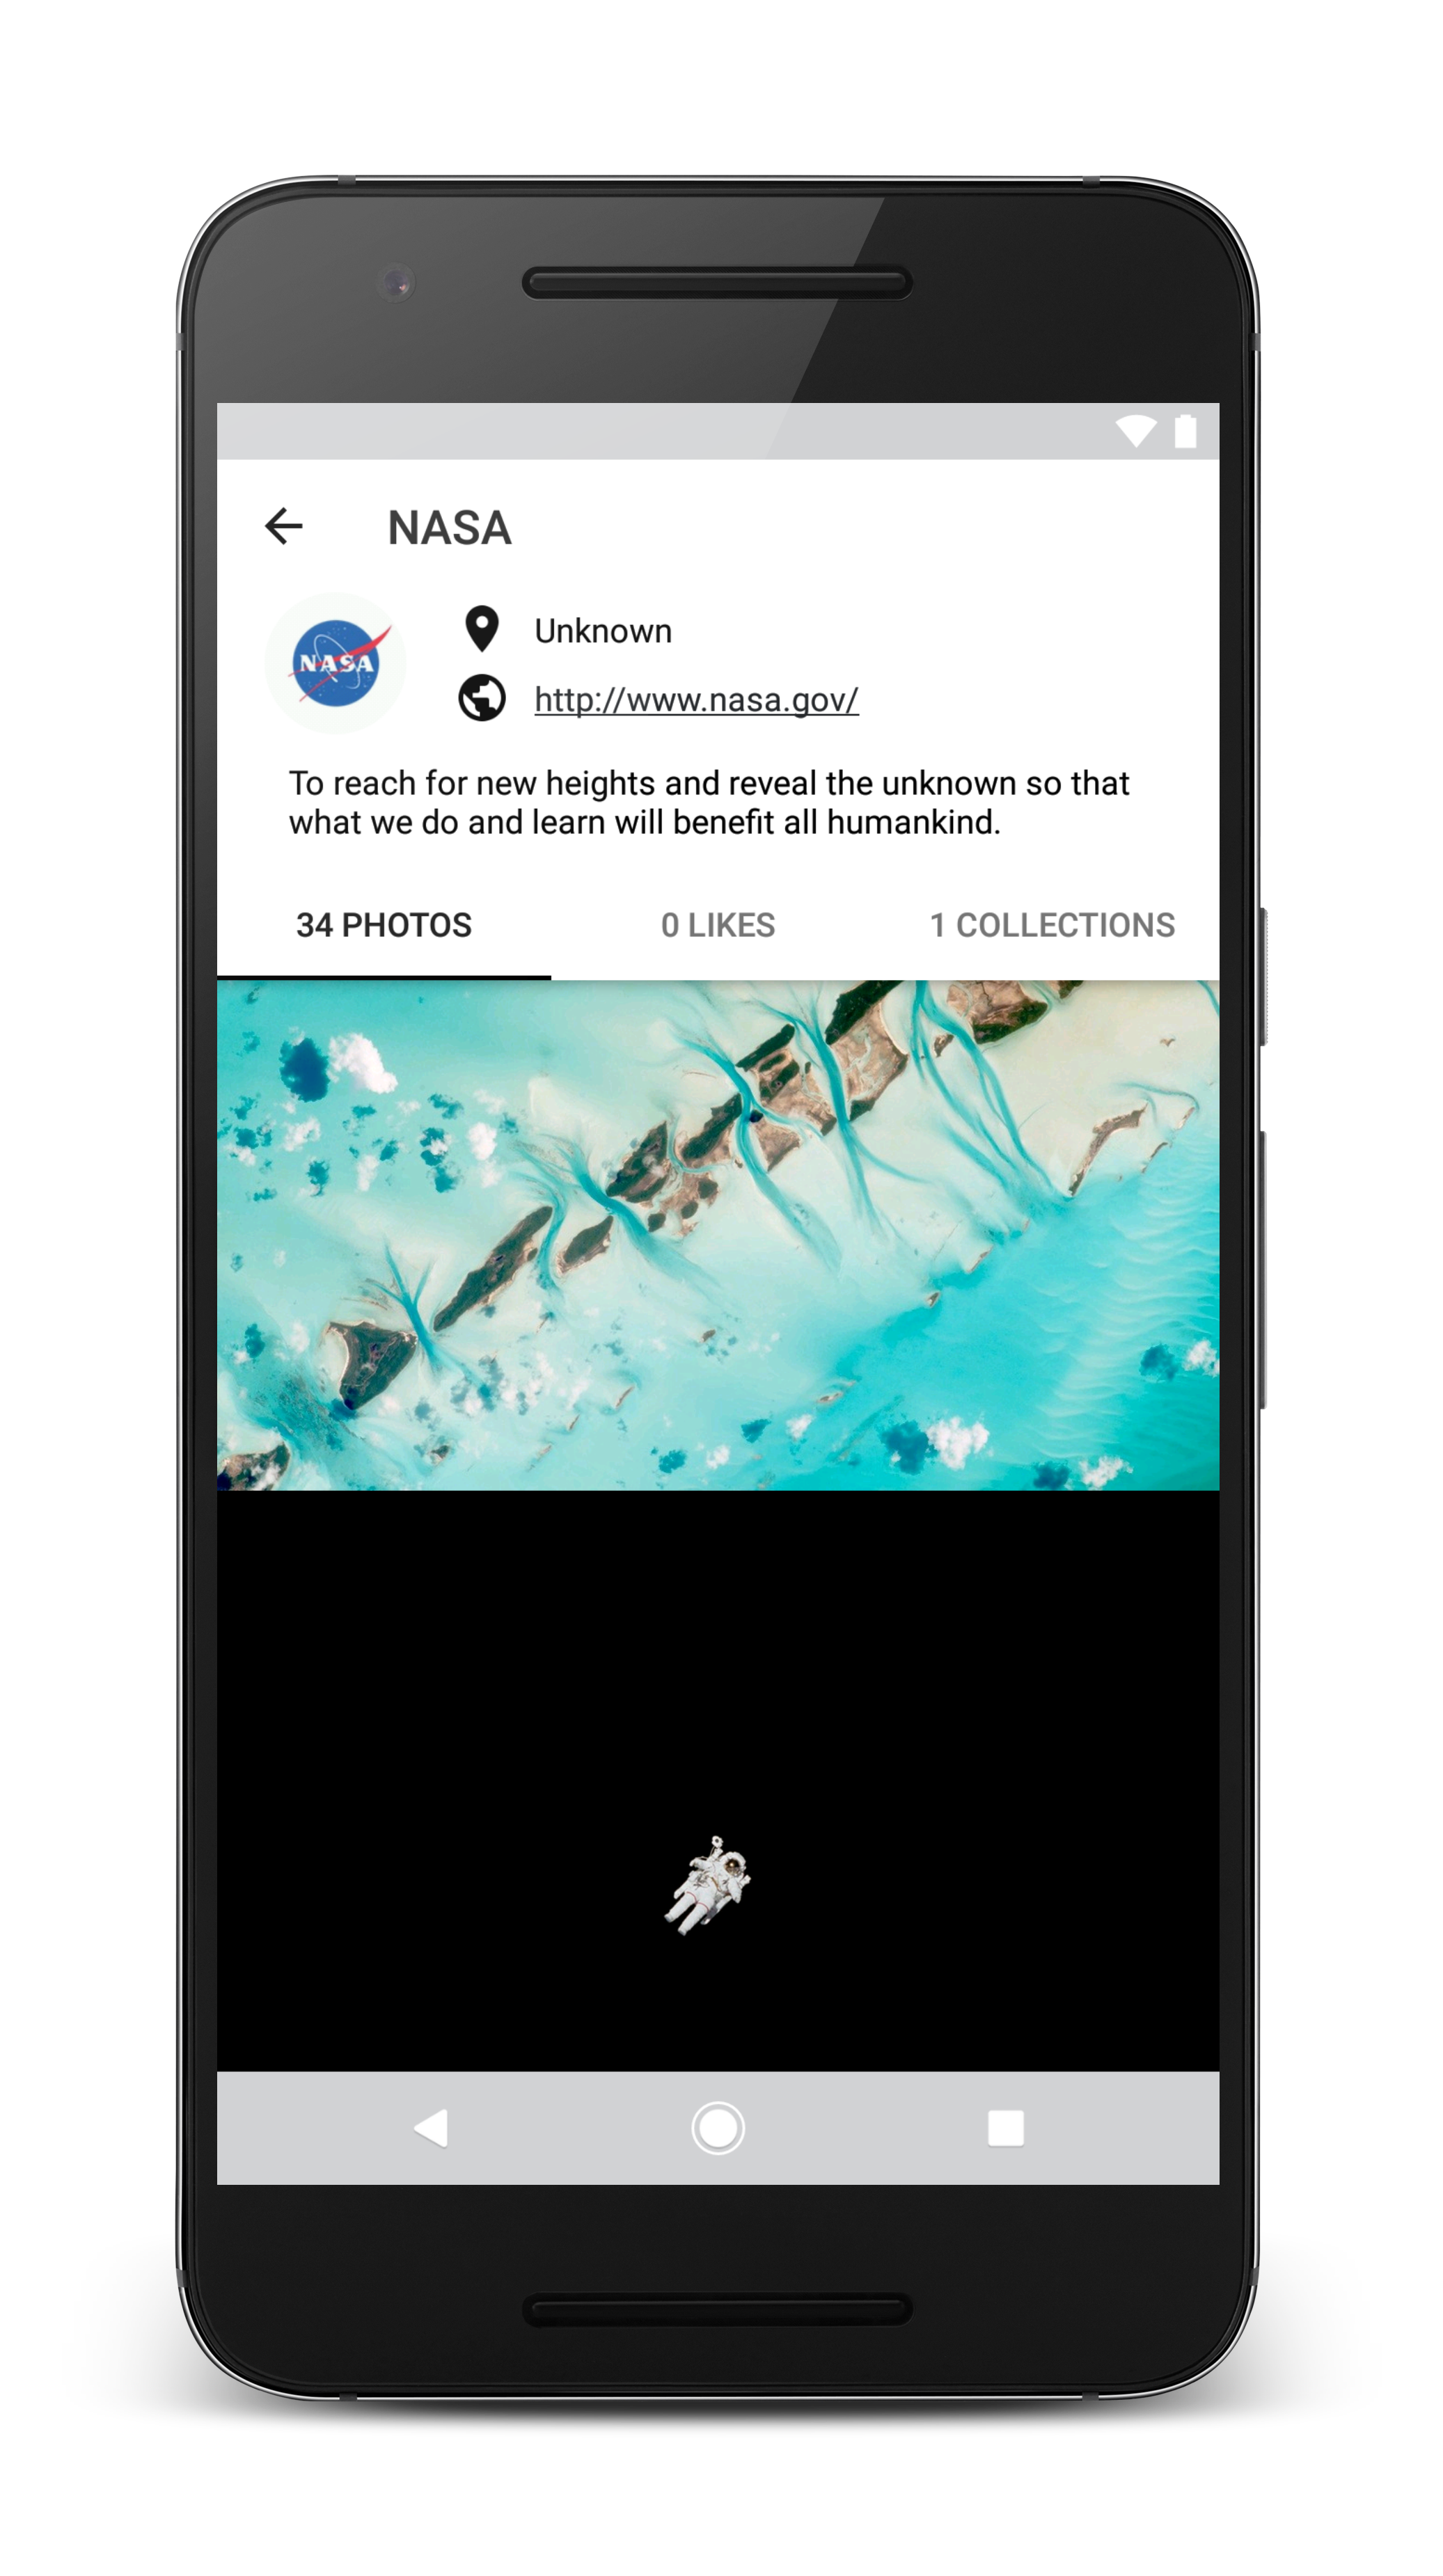 NASA
NASA
Unknown
http://www.nasa.gov/
To reach for new heights and reveal the unknown so that
what we do and learn will benefit all humankind.
34 PHOTOS
0 LIKES
1 COLLECTIONS